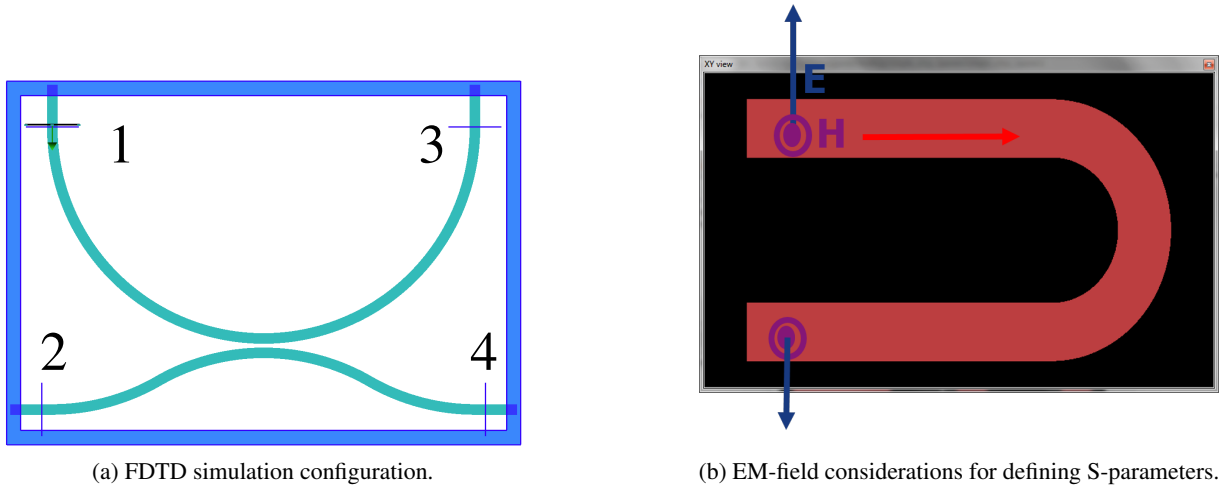 1
3
2
4
(a) FDTD simulation configuration.
XY view
E
H
(b) EM-field considerations for defining S-parameters.